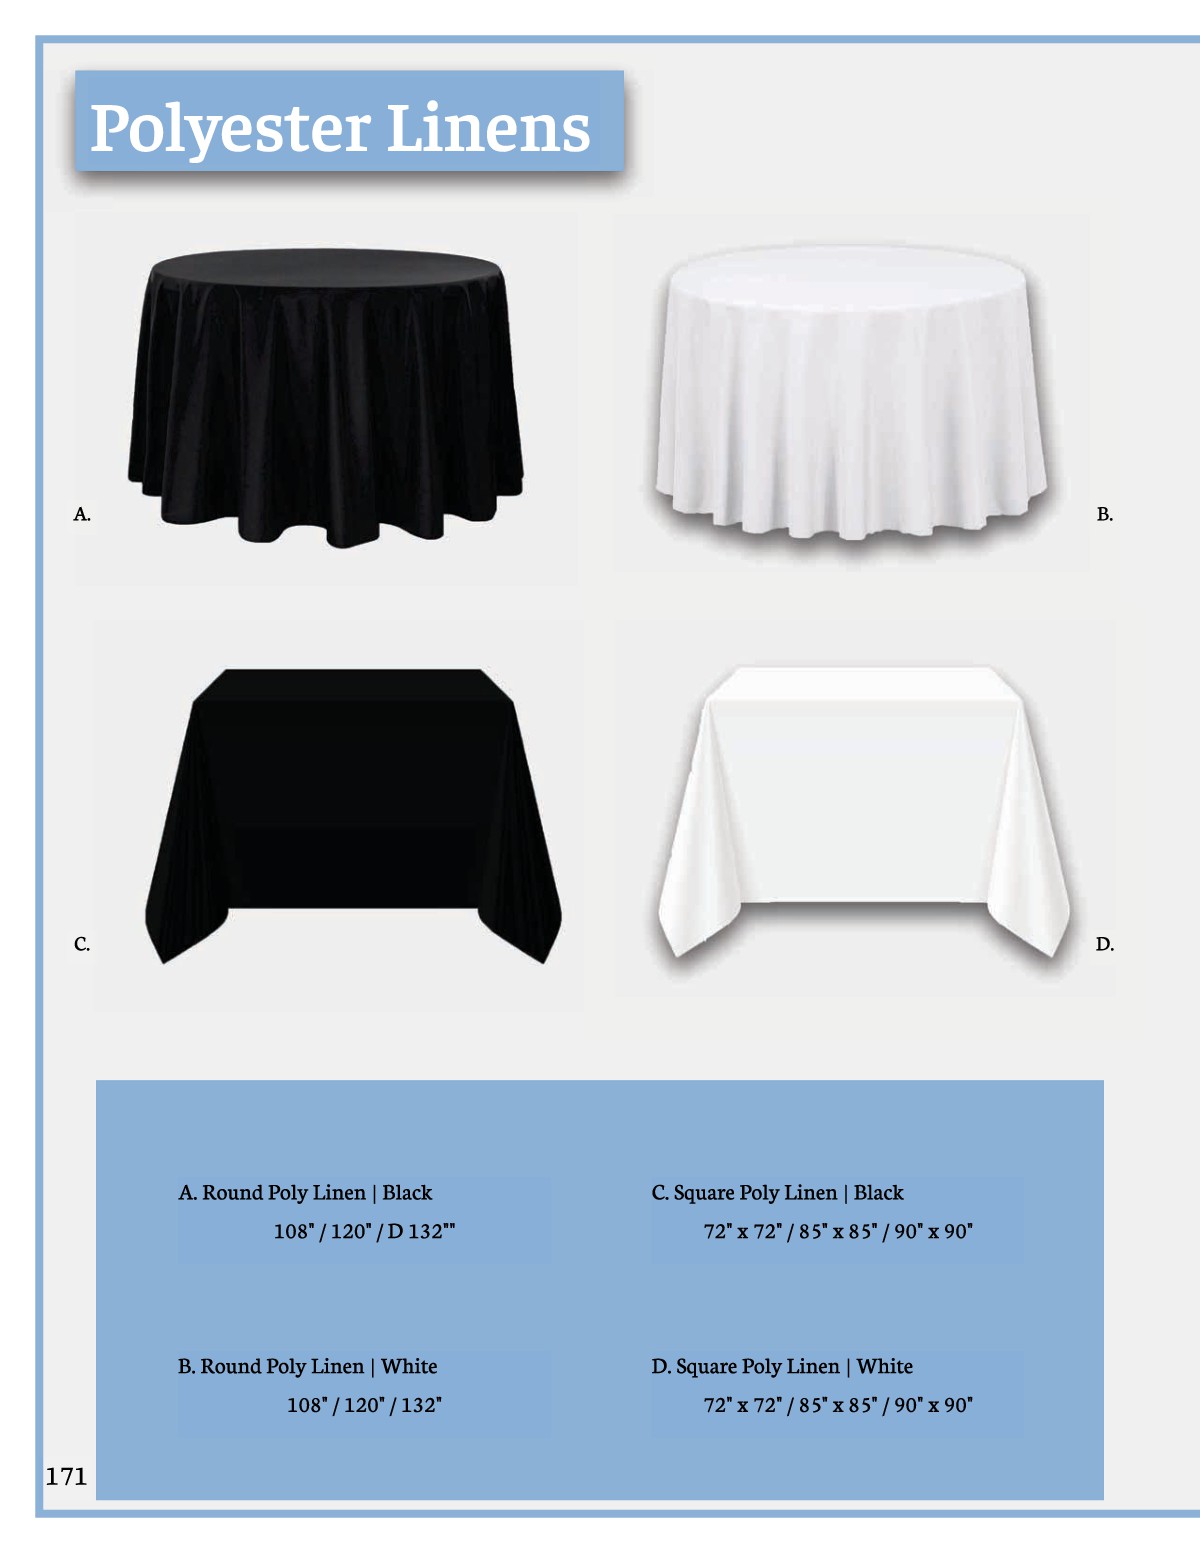 Polyester Linens
A.
B.
C.
D.
A. Round Poly Linen | Black
108" / 120" / D 132""
C. Square Poly Linen | Black
72" x 72" / 85" x 85" / 90" x 90"
B. Round Poly Linen | White
108" / 120" / 132"
D. Square Poly Linen | White
72" x 72" / 85" x 85" / 90" x 90"
171